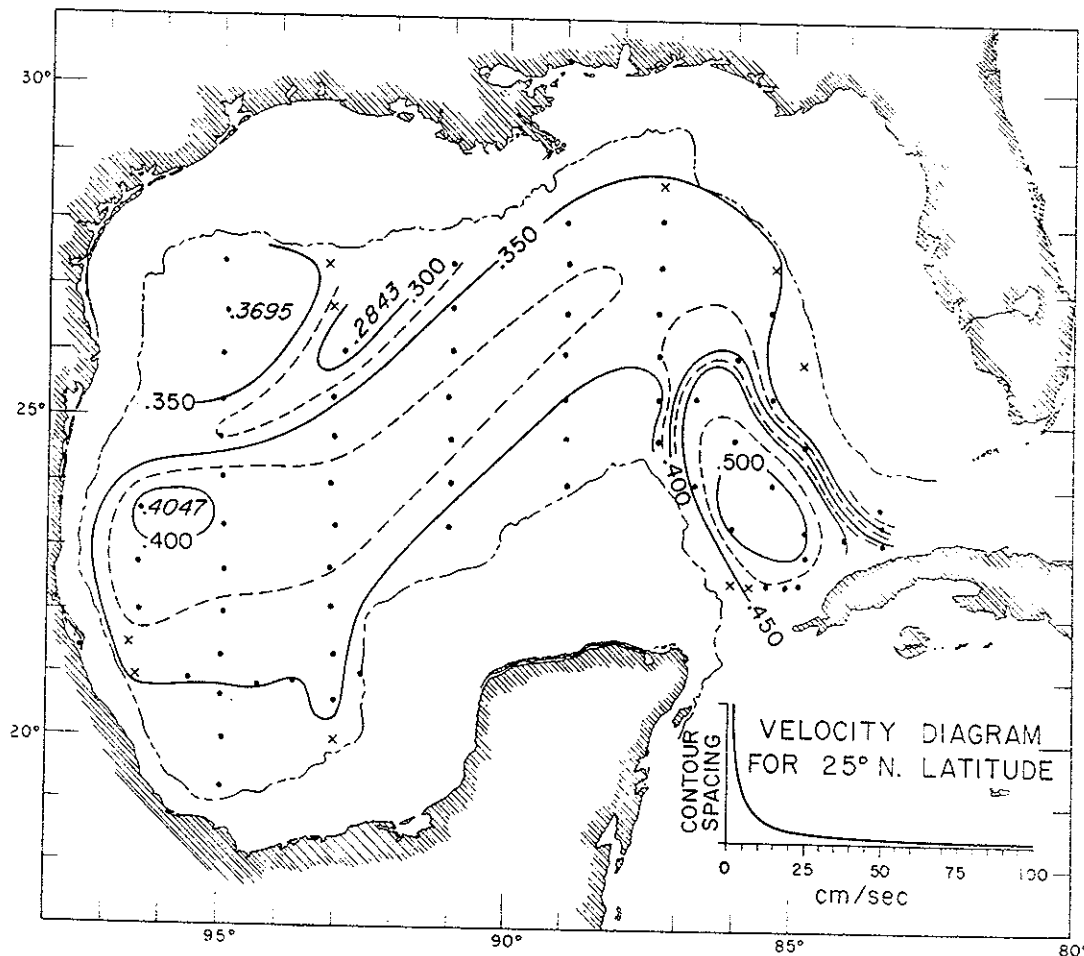 30°
.350
.300
.2843
.3695
25°
.350
.500
.400
.4047
.400
.450
20°
VELOCITY DIAGRAM
FOR 25° N. LATITUDE
CONTOUR
SPACING
0 25 50 75 100
cm/sec
95° 90° 85° 80°